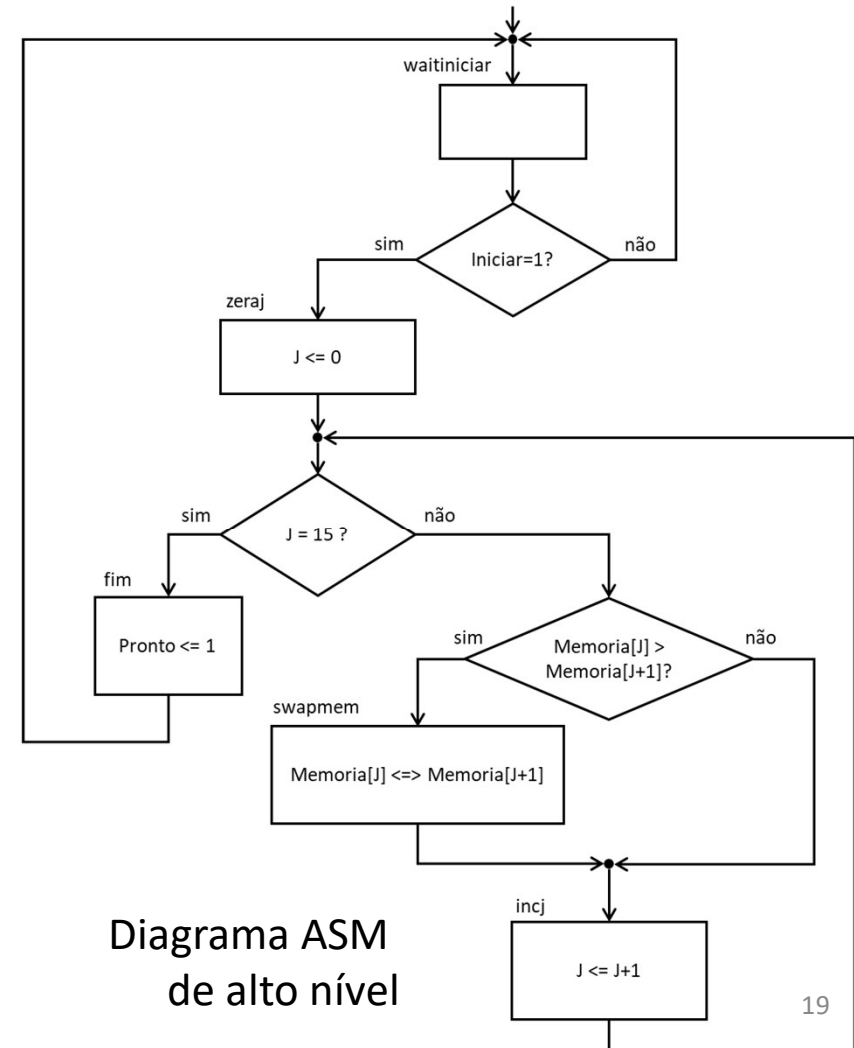 waitiniciar
Iniciar=1?
sim
não
zeraj
J <= 0
J = 15 ?
sim
não
fim
Pronto <= 1
Memoria[J] >
Memoria[J+1]?
sim
não
swapmem
Memoria[J] <=> Memoria[J+1]
incj
J <= J+1
Diagrama ASM
de alto nível
19